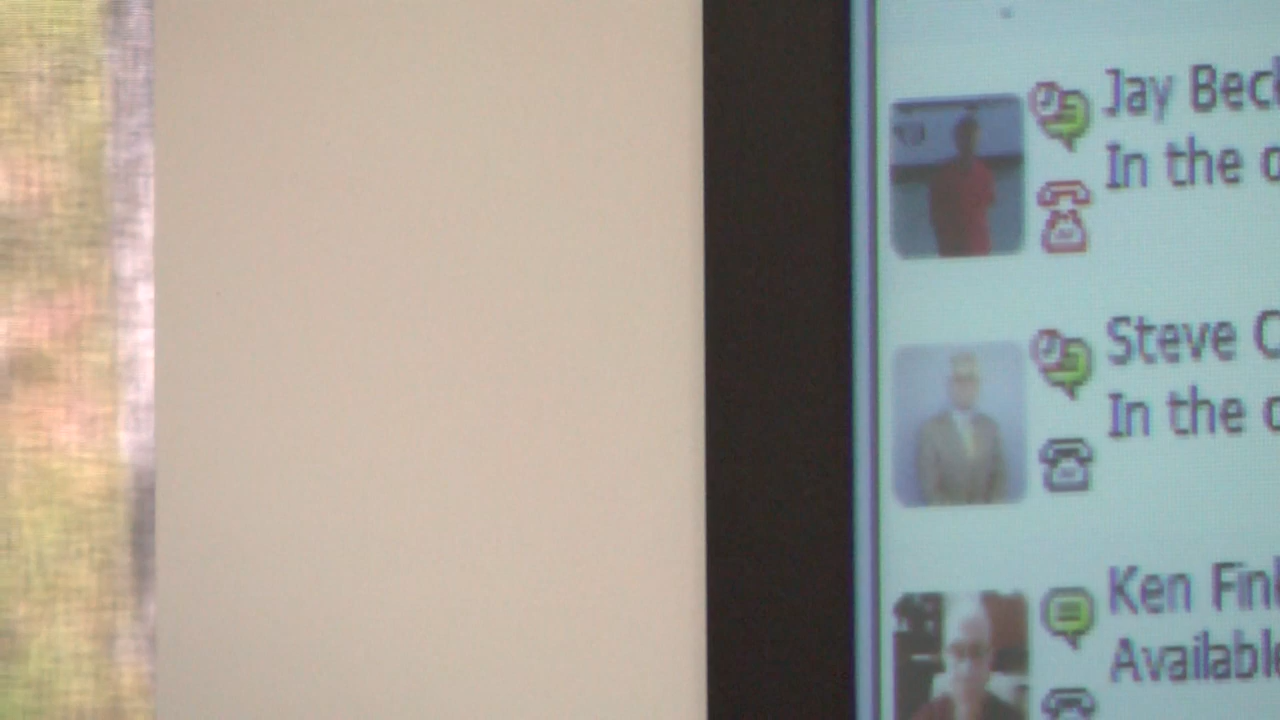 Jay Bec
In the o
Steve C
In the o
Ken Fin
Available